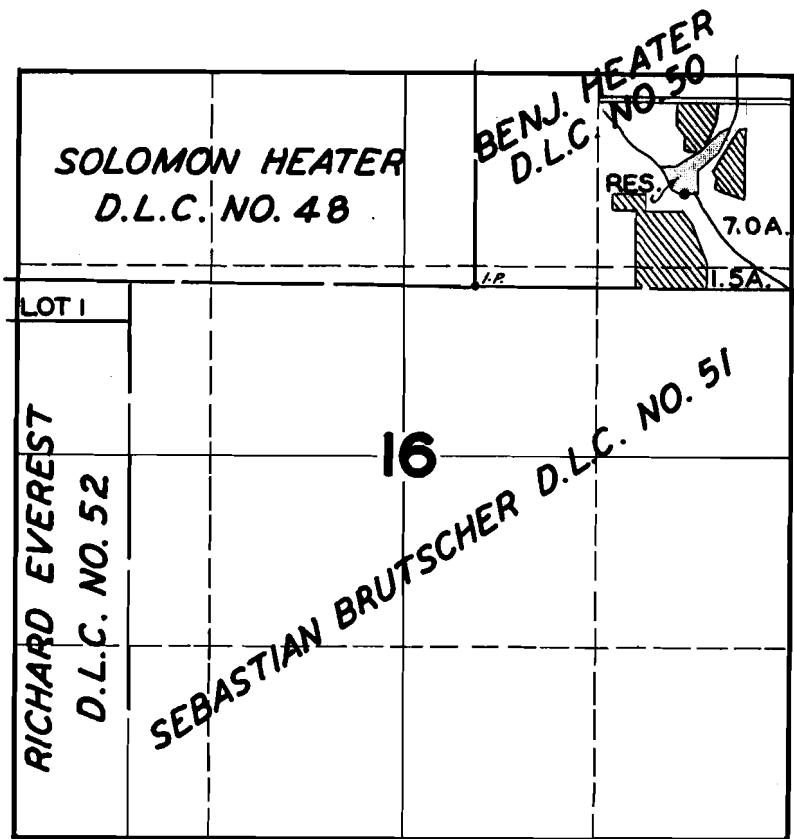 BENJ. HEATER
D.L.C. NO. 50
SOLOMON HEATER
D.L.C. NO. 48
RES.
7.0A.
1.5A.
I.P.
LOT 1
16
SEBASTIAN BRUTSCHER D.L.C. NO. 51
RICHARD EVEREST
D.L.C. NO. 52